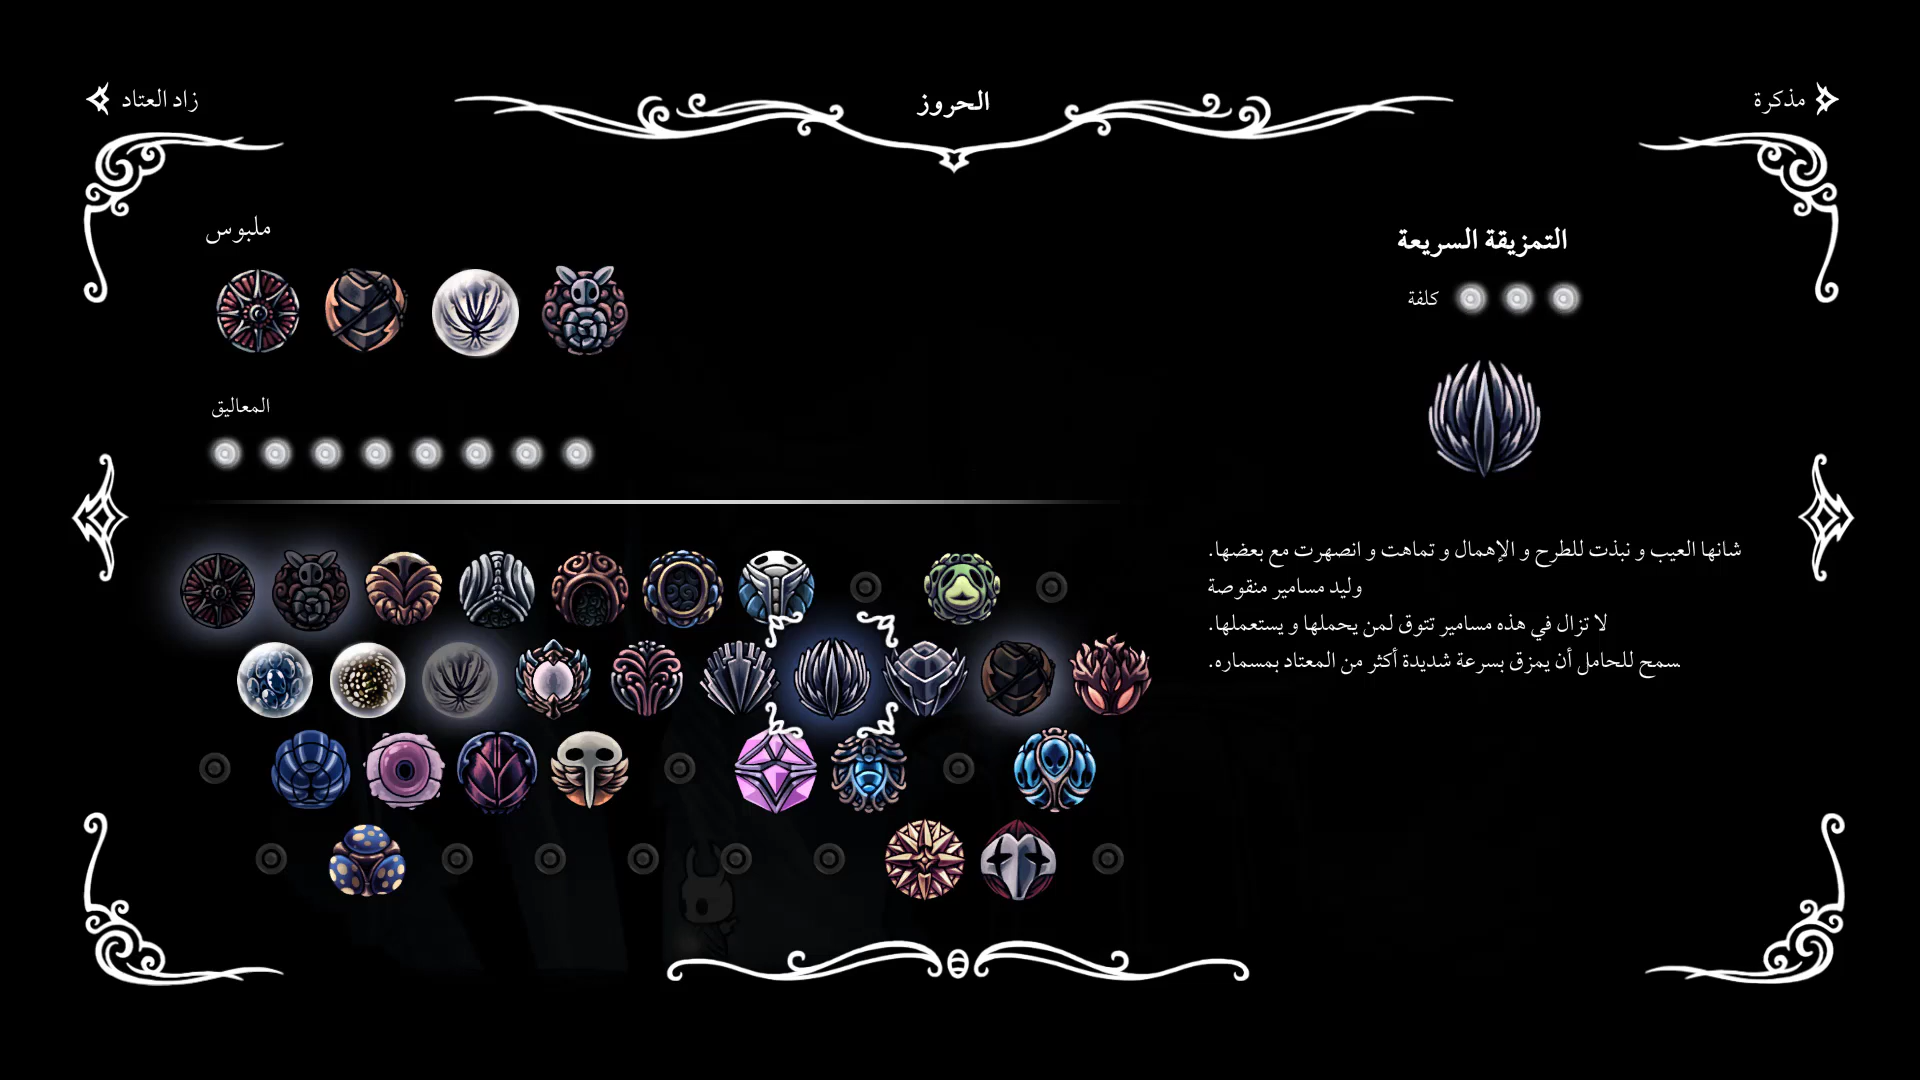 مذكرة
الحروز
زاد العتاد
ملبوس
المعاليق
التمزيقة السريعة
كلفة
شانها العيب و نبذت للطرح و الإهمال و تماهت و انصهرت مع بعضها.
وليد مسامير منقوصة
لا تزال في هذه مسامير تتوق لمن يحملها و يستعملها.
سمح للحامل أن يمزق بسرعة شديدة أكثر من المعتاد بمسماره.